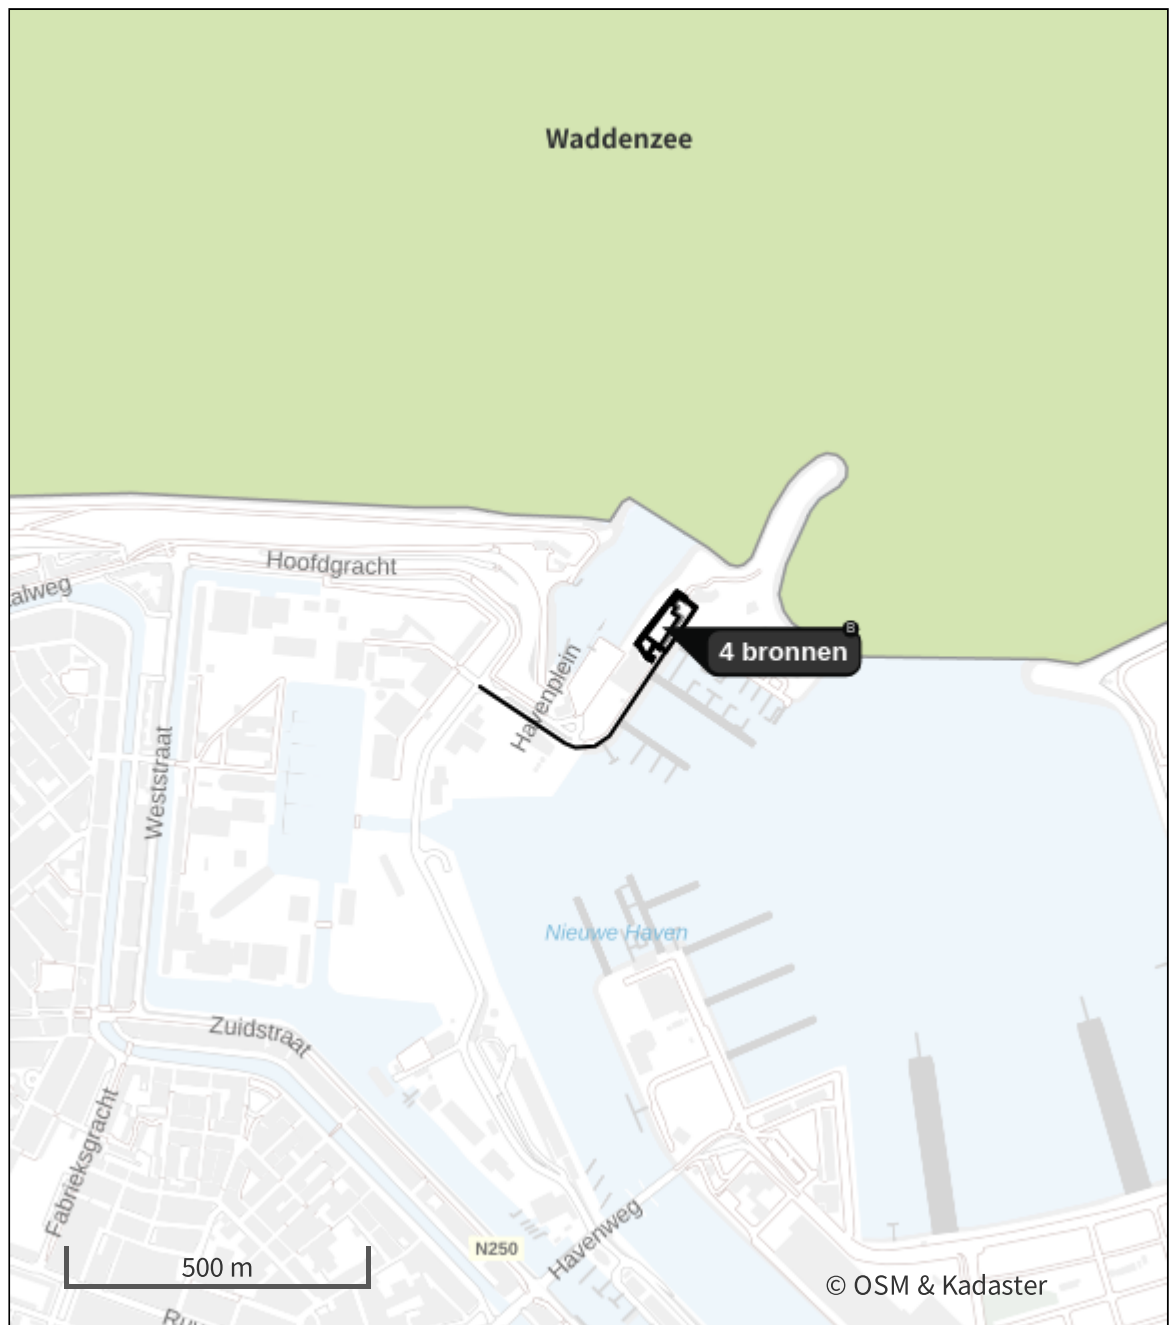 Waddenzee
Hoofdgracht
alweg
B
4 bronnen
Havenplein
Weststraat
Nieuwe Haven
Zuidstraat
Fabrieksgracht
Havenweg
N250
500 m
© OSM & Kadaster